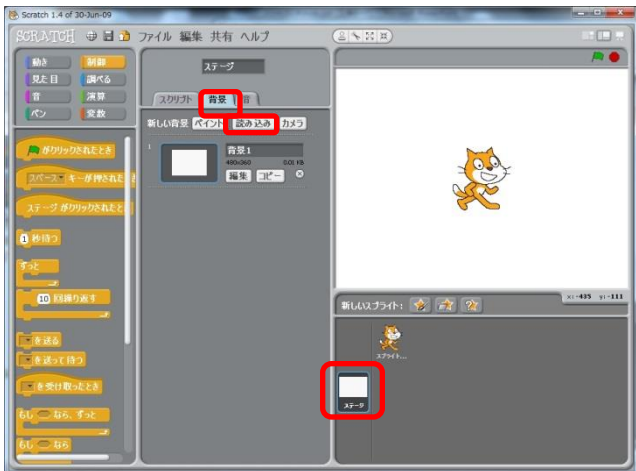 Scratch 1.4 of 30-Jun-09
SCRATCH ファイル 編集 共有 ヘルプ
動き 制御
見た目 調べる
音 演算
ペン 変数
ステージ
スクリプト 背景 音
新しい背景: ペイント 読み込み カメラ
1 背景1
480x360 0.01 KB
編集 コピー
がクリックされたとき
スペース キーが押されたとき
ステージ がクリックされたとき
1 秒待つ
ずっと
10 回繰り返す
を送る
を送って待つ
を受け取ったとき
もし なら、ずっと
もし なら
x: -435 y: -111
新しいスプライト:
スプライト...
ステージ